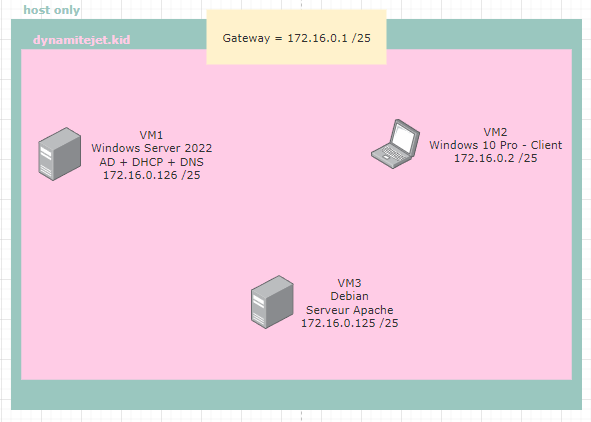 host only
dynamitejet.kid
Gateway = 172.16.0.1 /25
VM1
Windows Server 2022
AD + DHCP + DNS
172.16.0.126 /25
VM2
Windows 10 Pro - Client
172.16.0.2 /25
VM3
Debian
Serveur Apache
172.16.0.125 /25